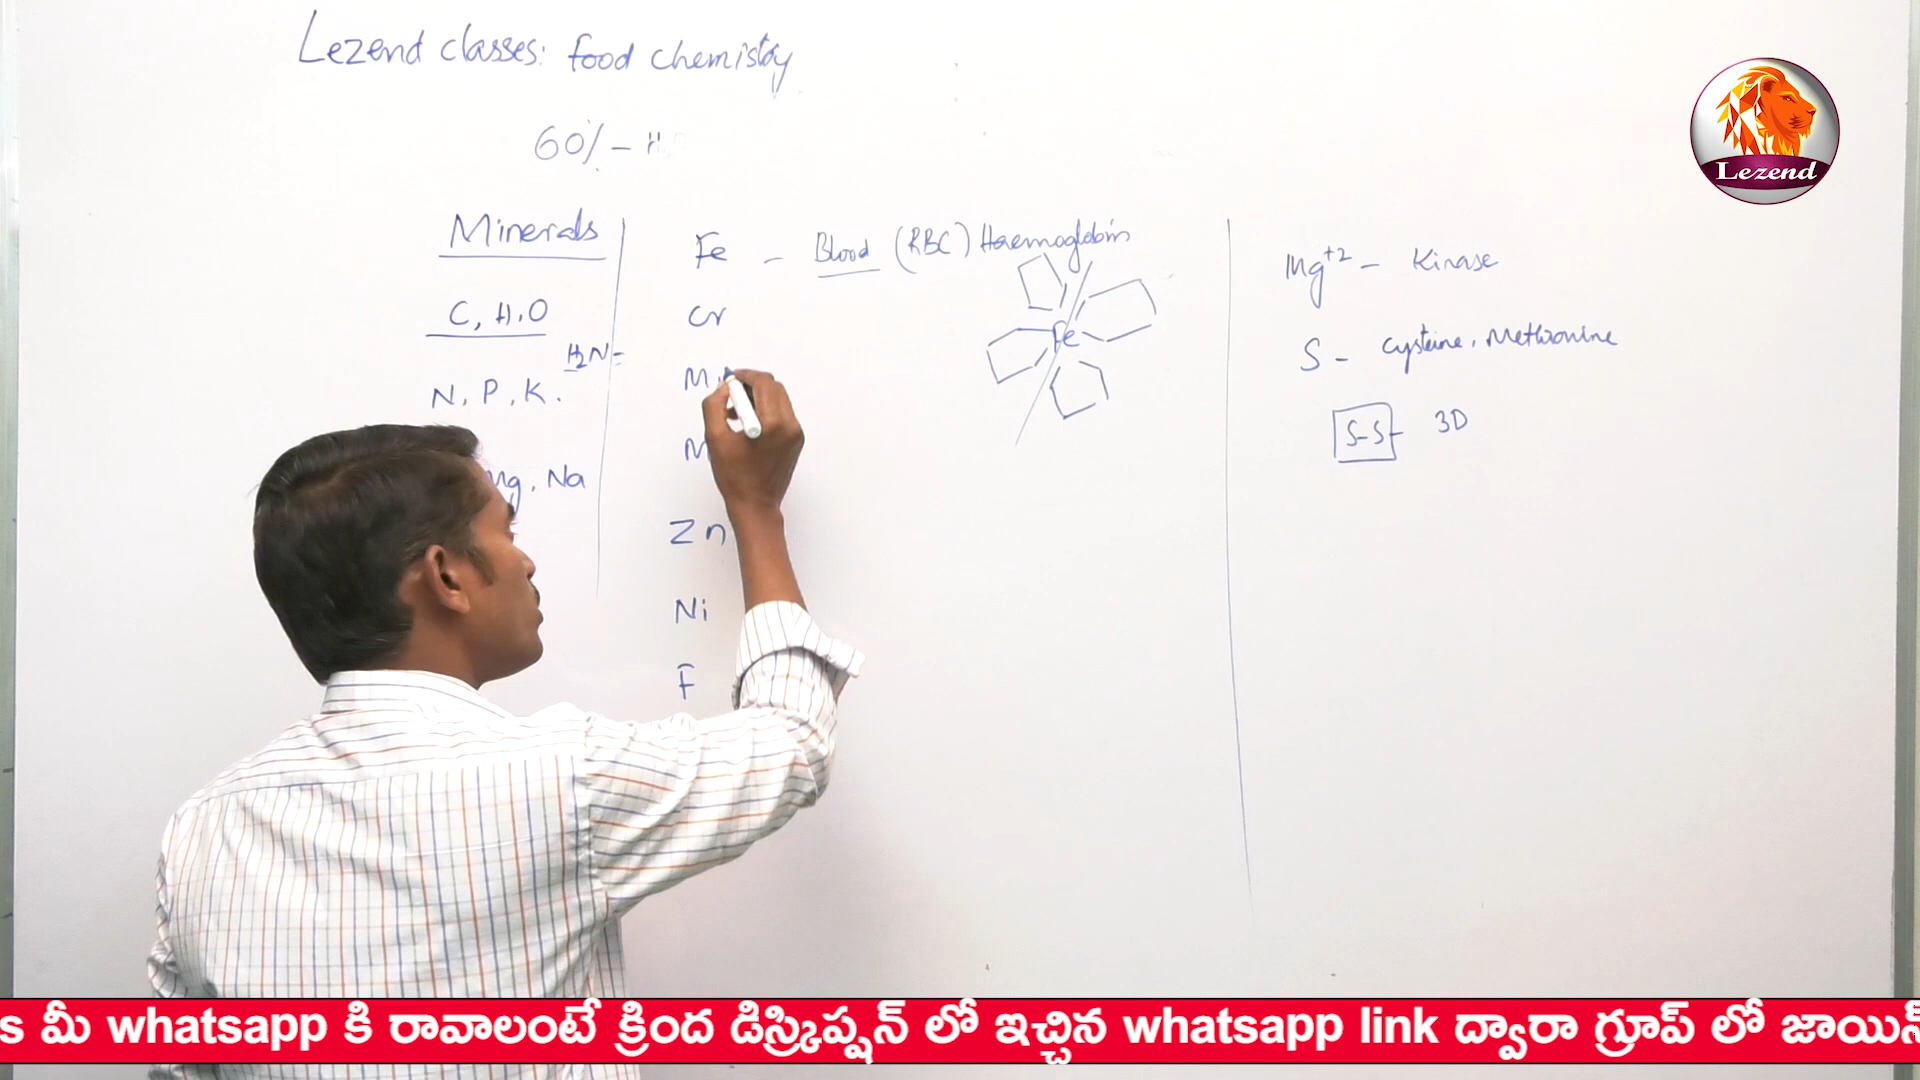 Lezend classes: food chemistry
60% - H
Minerals
C, H, O
H2N=
N, P, K.
Mg, Na
Fe - Blood (RBC) Haemoglobin
Cr
M
M
Zn
Ni
F
Fe
Mg+2 - Kinase
S - Cysteine, Methionine
S-S- 3D
Lezend
s మీ whatsapp కి రావాలంటే క్రింద డిస్క్రిప్షన్ లో ఇచ్చిన whatsapp link ద్వారా గ్రూప్ లో జాయిన్